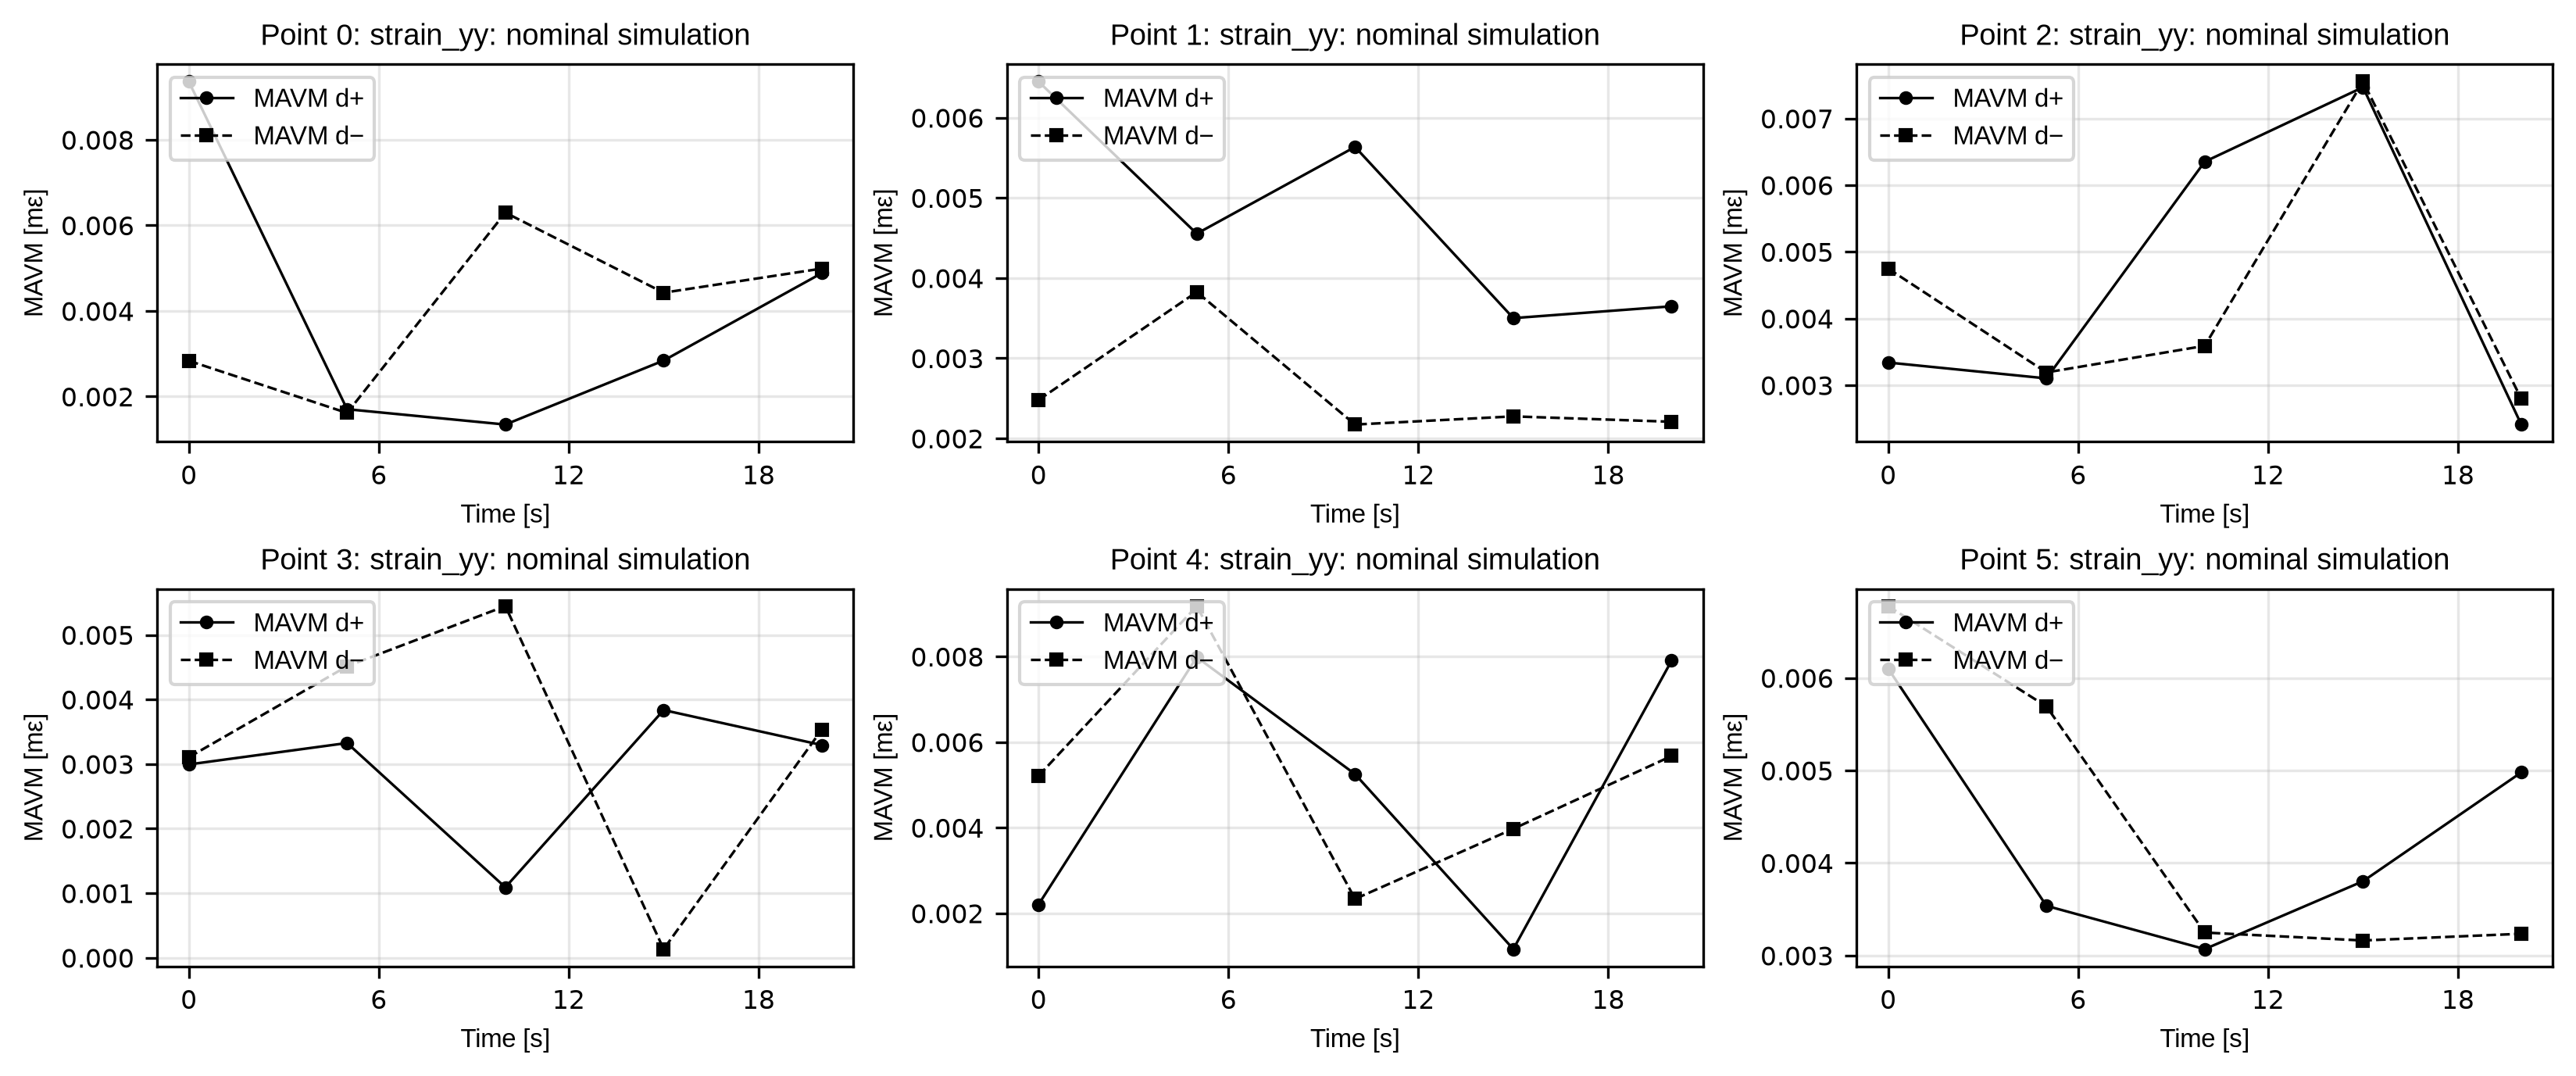 Point 0: strain_yy: nominal simulation
MAVM d+
MAVM d−
0.008
0.006
0.004
0.002
MAVM [mε]
0 6 12 18
Time [s]
Point 1: strain_yy: nominal simulation
MAVM d+
MAVM d−
0.006
0.005
0.004
0.003
0.002
MAVM [mε]
0 6 12 18
Time [s]
Point 2: strain_yy: nominal simulation
MAVM d+
MAVM d−
0.007
0.006
0.005
0.004
0.003
MAVM [mε]
0 6 12 18
Time [s]
Point 3: strain_yy: nominal simulation
MAVM d+
MAVM d−
0.005
0.004
0.003
0.002
0.001
0.000
MAVM [mε]
0 6 12 18
Time [s]
Point 4: strain_yy: nominal simulation
MAVM d+
MAVM d−
0.008
0.006
0.004
0.002
MAVM [mε]
0 6 12 18
Time [s]
Point 5: strain_yy: nominal simulation
MAVM d+
MAVM d−
0.006
0.005
0.004
0.003
MAVM [mε]
0 6 12 18
Time [s]